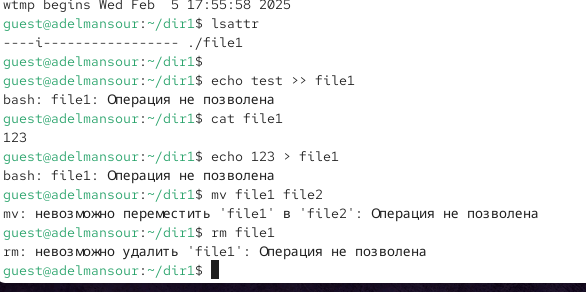 wtmp begins Wed Feb  5 17:55:58 2025
guest@adelmansour:~/dir1$ lsattr
----i----------------- ./file1
guest@adelmansour:~/dir1$
guest@adelmansour:~/dir1$ echo test >> file1
bash: file1: Операция не позволена
guest@adelmansour:~/dir1$ cat file1
123
guest@adelmansour:~/dir1$ echo 123 > file1
bash: file1: Операция не позволена
guest@adelmansour:~/dir1$ mv file1 file2
mv: невозможно переместить 'file1' в 'file2': Операция не позволена
guest@adelmansour:~/dir1$ rm file1
rm: невозможно удалить 'file1': Операция не позволена
guest@adelmansour:~/dir1$